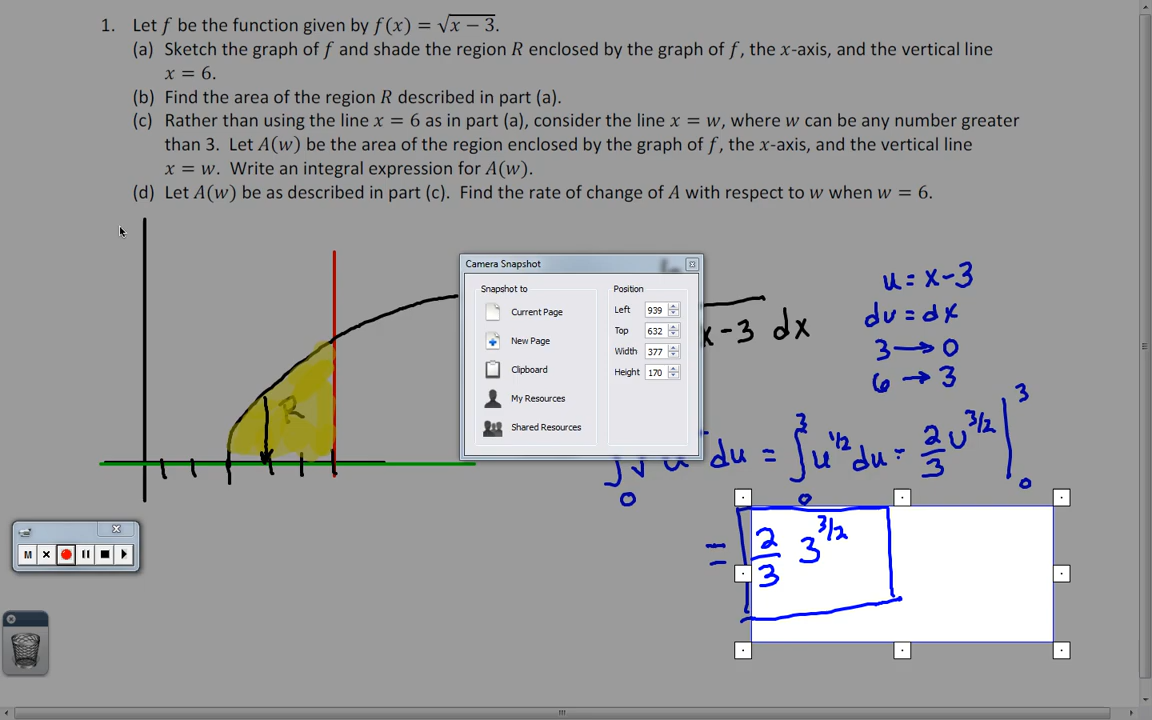 1. Let f be the function given by f(x) = √x − 3.
(a) Sketch the graph of f and shade the region R enclosed by the graph of f, the x-axis, and the vertical line
x = 6.
(b) Find the area of the region R described in part (a).
(c) Rather than using the line x = 6 as in part (a), consider the line x = w, where w can be any number greater
than 3. Let A(w) be the area of the region enclosed by the graph of f, the x-axis, and the vertical line
x = w. Write an integral expression for A(w).
(d) Let A(w) be as described in part (c). Find the rate of change of A with respect to w when w = 6.
Camera Snapshot
Snapshot to
Current Page
New Page
Clipboard
My Resources
Shared Resources
Position
Left 939
Top 632
Width 377
Height 170
x-3 dx
u = x-3
du = dx
3 → 0
6 → 3
R
∫₀ √u du = ∫₀³ u^1/2 du = 2/3 u^3/2 |₀³
= 2/3 3^3/2
M